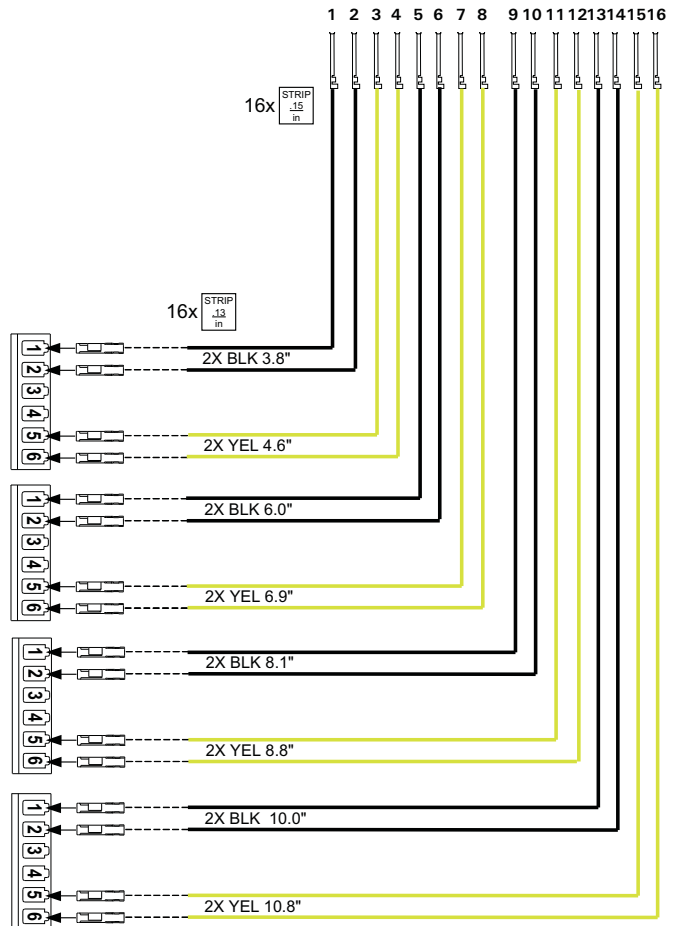 1 2 3 4 5 6 7 8 9 10 11 12 13 14 15 16
16x STRIP .15 in
16x STRIP .13 in
1
2X BLK 3.8"
2
3
4
5
2X YEL 4.6"
6
1
2X BLK 6.0"
2
3
4
5
2X YEL 6.9"
6
1
2X BLK 8.1"
2
3
4
5
2X YEL 8.8"
6
1
2X BLK 10.0"
2
3
4
5
2X YEL 10.8"
6